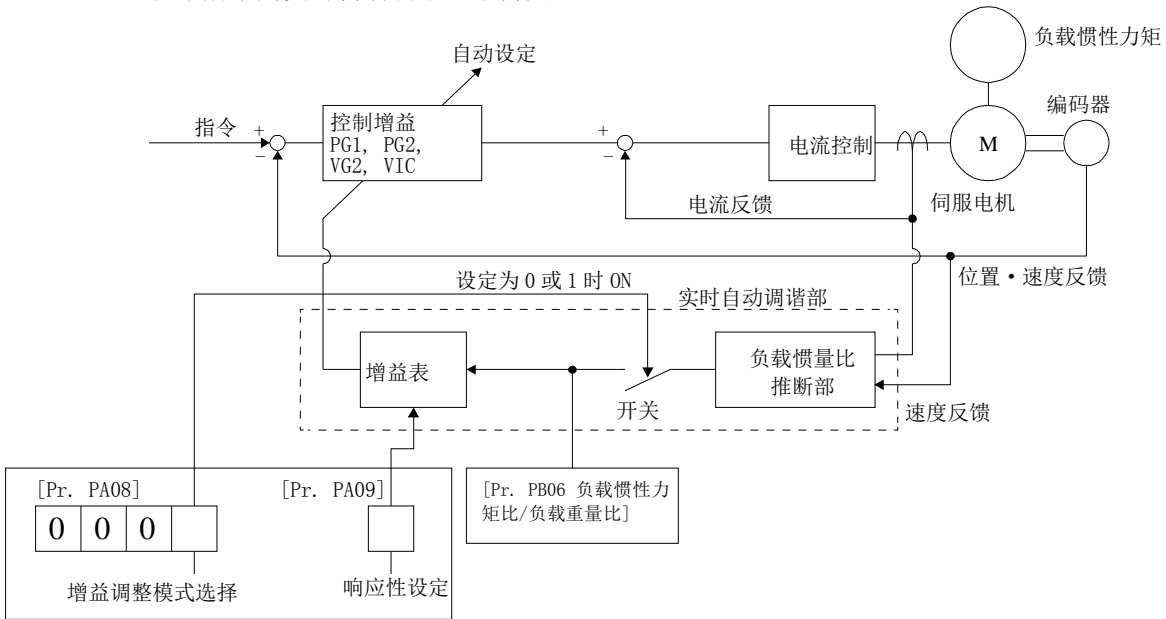 负载惯性力矩
自动设定
编码器
指令
+
−
控制增益
PG1, PG2,
VG2, VIC
+
−
电流控制
M
电流反馈
伺服电机
设定为 0 或 1 时 ON
位置·速度反馈
实时自动调谐部
增益表
开关
负载惯量比
推断部
速度反馈
[Pr. PA08]
[Pr. PA09]
[Pr. PB06 负载惯性力
矩比/负载重量比]
0 0 0
增益调整模式选择
响应性设定